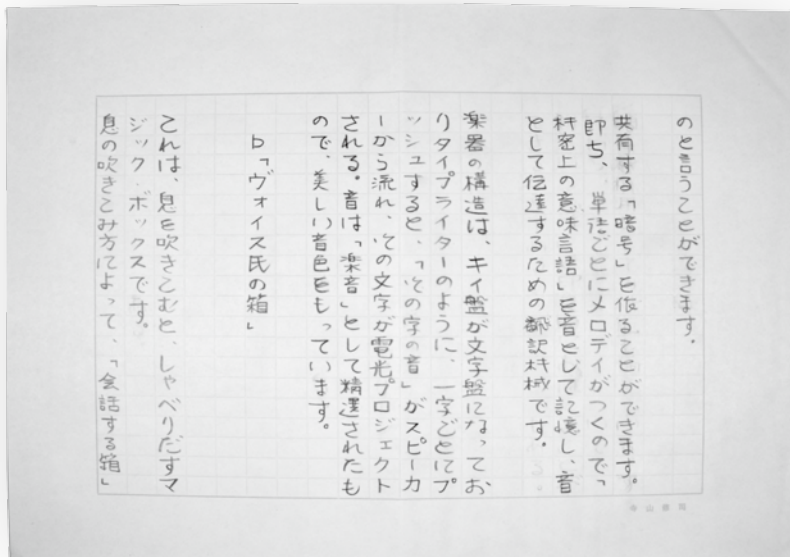 のと言うことができます。
共有する「暗号」を作ることができます。
即ち、単語ごとにメロディがつくので「
秘密上の意味言語」を音として記憶し、音
として伝達するための翻訳機械です。
楽器の構造は、キイ盤が文字盤になってお
りタイプライターのように、一字ごとにプ
ッシュすると、「その字の音」がスピーカ
ーから流れ、その文字が電光プロジェクト
される。音は「楽音」として精選されたも
ので、美しい音色をもっています。
b「ヴォイス氏の箱」
これは、息を吹きこむと、しゃべりだすマ
ジック・ボックスです。
息の吹きこみ方によって、「会話する箱」